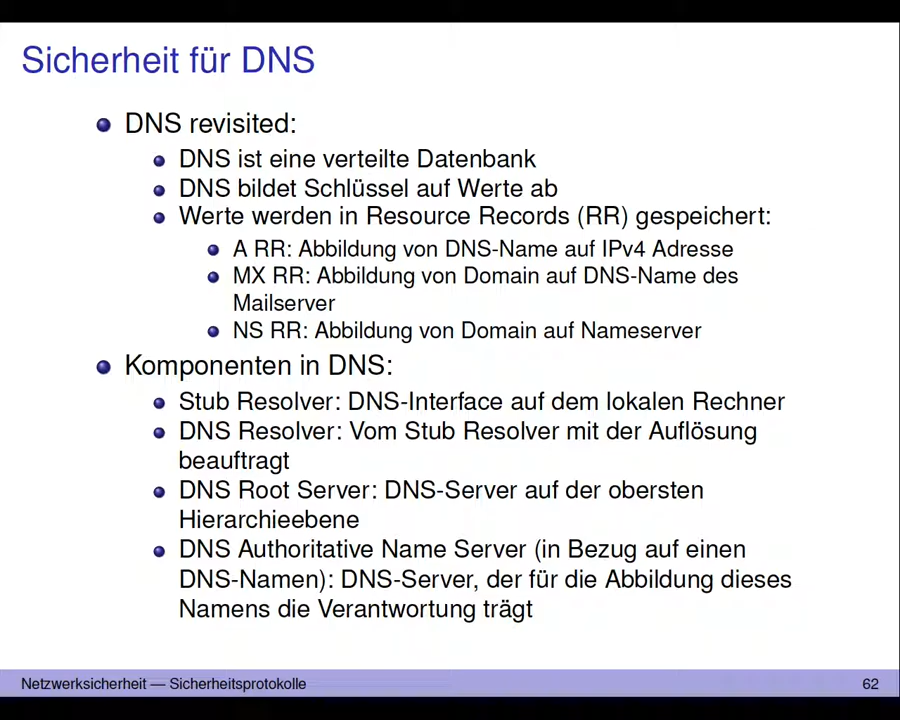 Sicherheit für DNS
DNS revisited:
DNS ist eine verteilte Datenbank
DNS bildet Schlüssel auf Werte ab
Werte werden in Resource Records (RR) gespeichert:
A RR: Abbildung von DNS-Name auf IPv4 Adresse
MX RR: Abbildung von Domain auf DNS-Name des
Mailserver
NS RR: Abbildung von Domain auf Nameserver
Komponenten in DNS:
Stub Resolver: DNS-Interface auf dem lokalen Rechner
DNS Resolver: Vom Stub Resolver mit der Auflösung
beauftragt
DNS Root Server: DNS-Server auf der obersten
Hierarchieebene
DNS Authoritative Name Server (in Bezug auf einen
DNS-Namen): DNS-Server, der für die Abbildung dieses
Namens die Verantwortung trägt
Netzwerksicherheit — Sicherheitsprotokolle 62